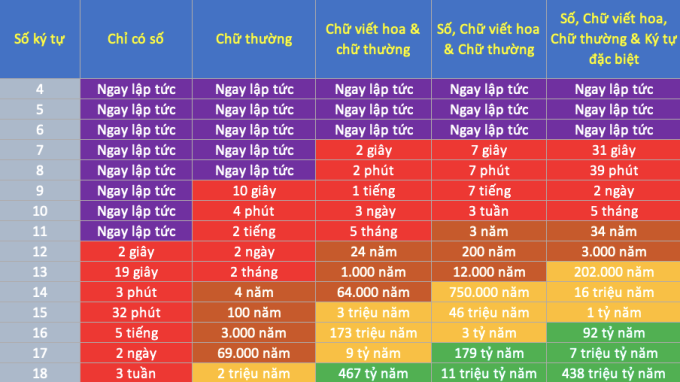 Số ký tự | Chỉ có số | Chữ thường | Chữ viết hoa & chữ thường | Số, Chữ viết hoa & Chữ thường | Số, Chữ viết hoa, Chữ thường & Ký tự đặc biệt
4 | Ngay lập tức | Ngay lập tức | Ngay lập tức | Ngay lập tức | Ngay lập tức
5 | Ngay lập tức | Ngay lập tức | Ngay lập tức | Ngay lập tức | Ngay lập tức
6 | Ngay lập tức | Ngay lập tức | Ngay lập tức | Ngay lập tức | Ngay lập tức
7 | Ngay lập tức | Ngay lập tức | 2 giây | 7 giây | 31 giây
8 | Ngay lập tức | Ngay lập tức | 2 phút | 7 phút | 39 phút
9 | Ngay lập tức | 10 giây | 1 tiếng | 7 tiếng | 2 ngày
10 | Ngay lập tức | 4 phút | 3 ngày | 3 tuần | 5 tháng
11 | Ngay lập tức | 2 tiếng | 5 tháng | 3 năm | 34 năm
12 | 2 giây | 2 ngày | 24 năm | 200 năm | 3.000 năm
13 | 19 giây | 2 tháng | 1.000 năm | 12.000 năm | 202.000 năm
14 | 3 phút | 4 năm | 64.000 năm | 750.000 năm | 16 triệu năm
15 | 32 phút | 100 năm | 3 triệu năm | 46 triệu năm | 1 tỷ năm
16 | 5 tiếng | 3.000 năm | 173 triệu năm | 3 tỷ năm | 92 tỷ năm
17 | 2 ngày | 69.000 năm | 9 tỷ năm | 179 tỷ năm | 7 triệu tỷ năm
18 | 3 tuần | 2 triệu năm | 467 tỷ năm | 11 triệu tỷ năm | 438 triệu tỷ năm